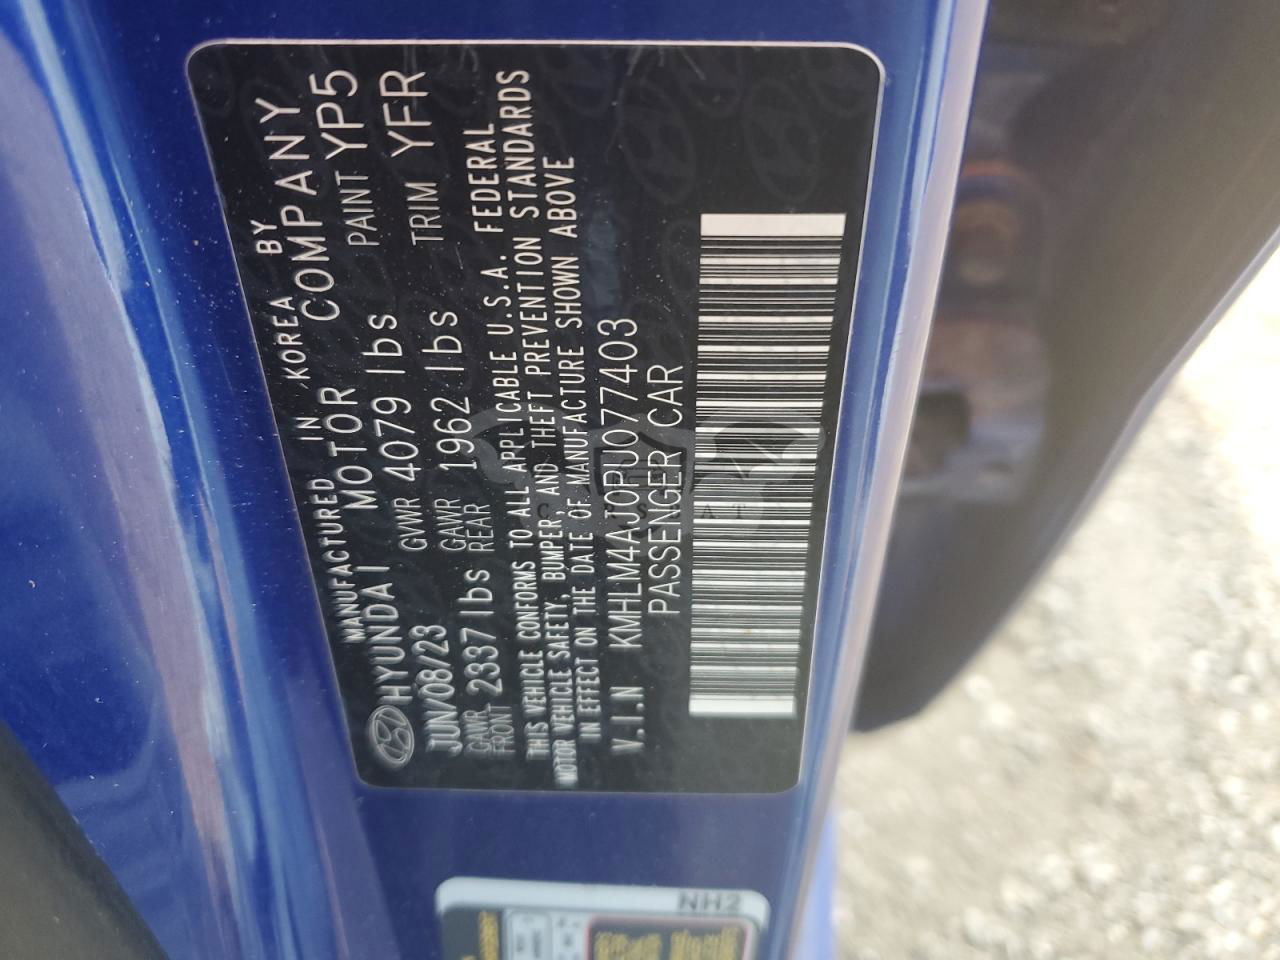 MANUFACTURED IN KOREA BY
HYUNDAI MOTOR COMPANY
JUN/08/23 GVWR 4079 lbs PAINT YP5
GAWR FRONT 2337 lbs GAWR REAR 1962 lbs TRIM YFR
THIS VEHICLE CONFORMS TO ALL APPLICABLE U.S.A. FEDERAL
MOTOR VEHICLE SAFETY, BUMPER AND THEFT PREVENTION STANDARDS
IN EFFECT ON THE DATE OF MANUFACTURE SHOWN ABOVE
V.I.N KMHLM4AJ0PU077403
PASSENGER CAR
NH2